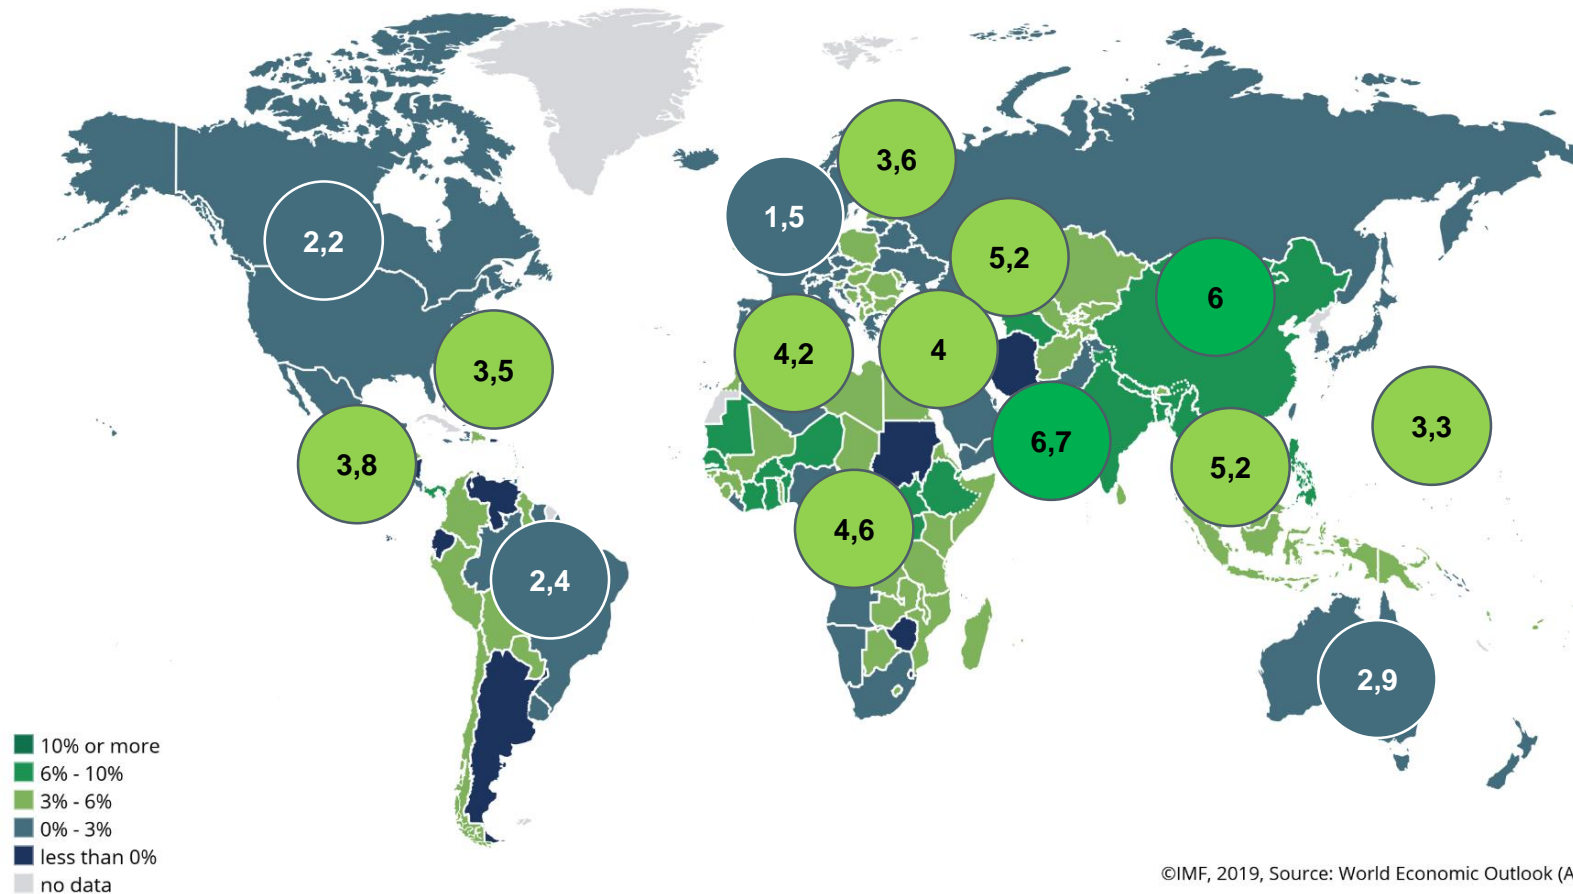 3,6
1,5
2,2
5,2
6
4,2
4
3,5
3,3
6,7
3,8
5,2
4,6
2,4
2,9
10% or more
6% - 10%
3% - 6%
0% - 3%
less than 0%
no data
©IMF, 2019, Source: World Economic Outlook (A